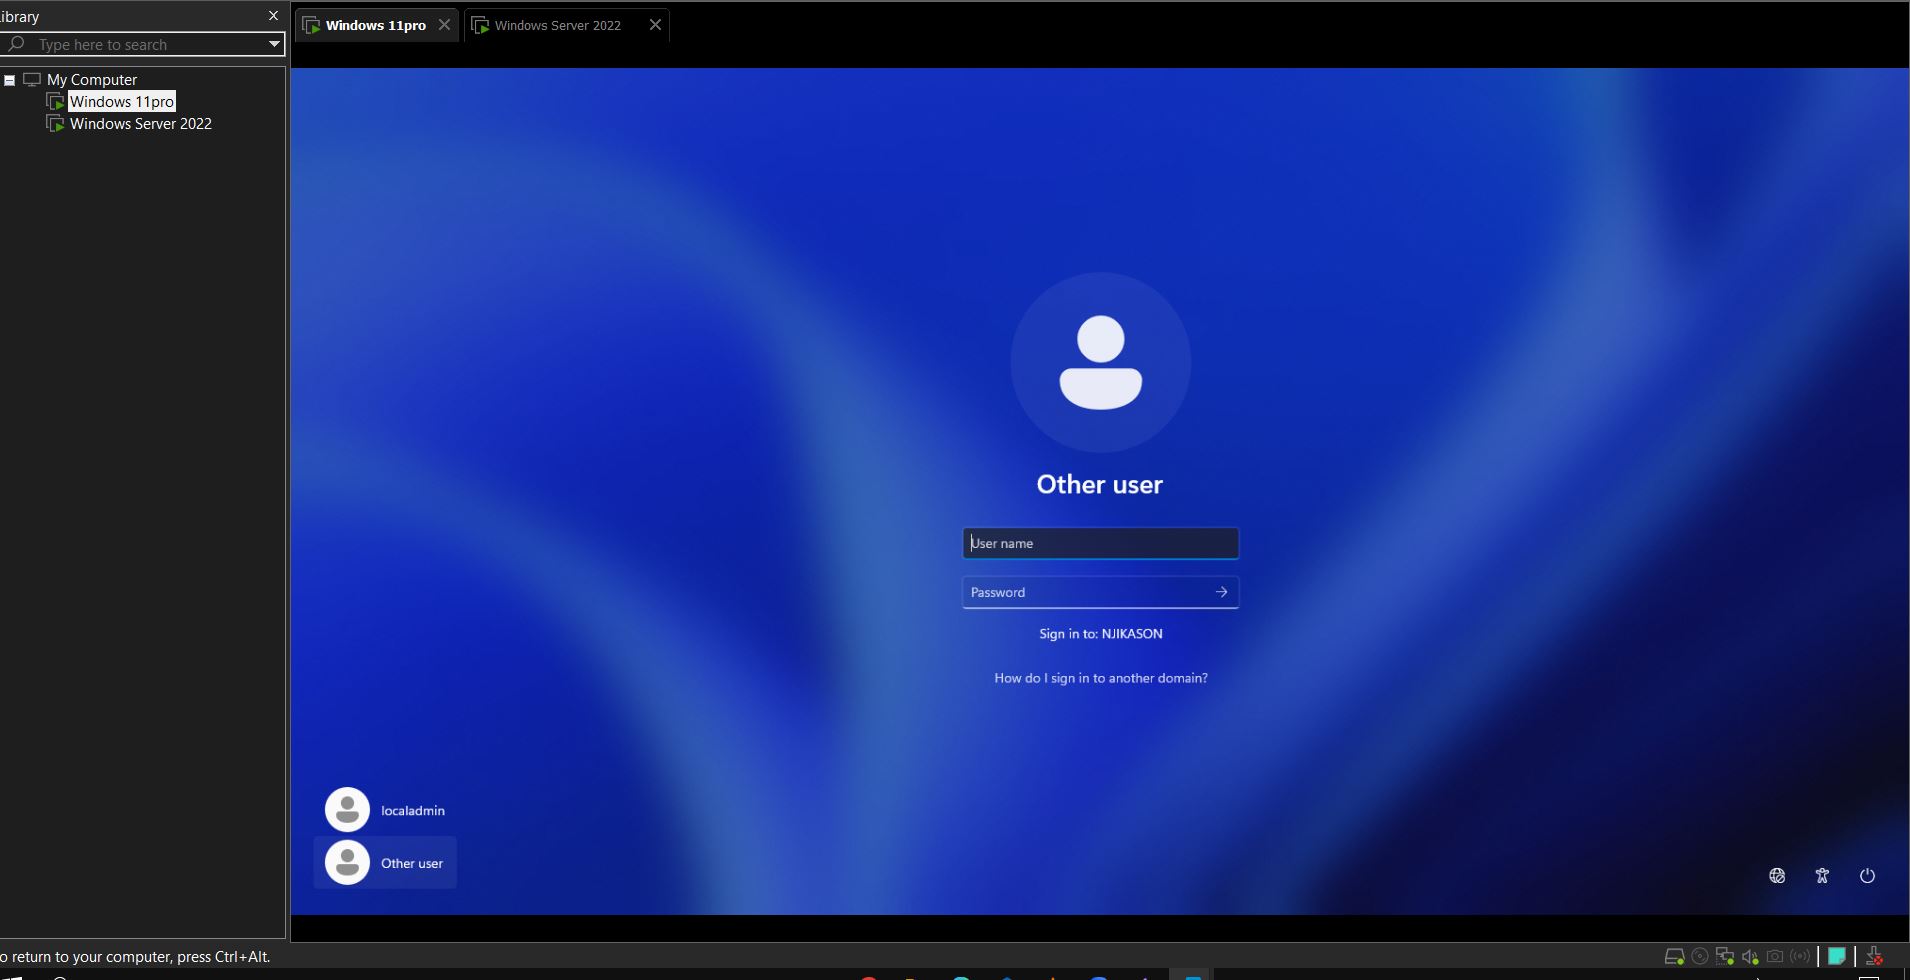 ibrary
Type here to search
My Computer
Windows 11pro
Windows Server 2022
Windows 11pro
Windows Server 2022
Other user
User name
Password
Sign in to: NJIKASON
How do I sign in to another domain?
localadmin
Other user
o return to your computer, press Ctrl+Alt.